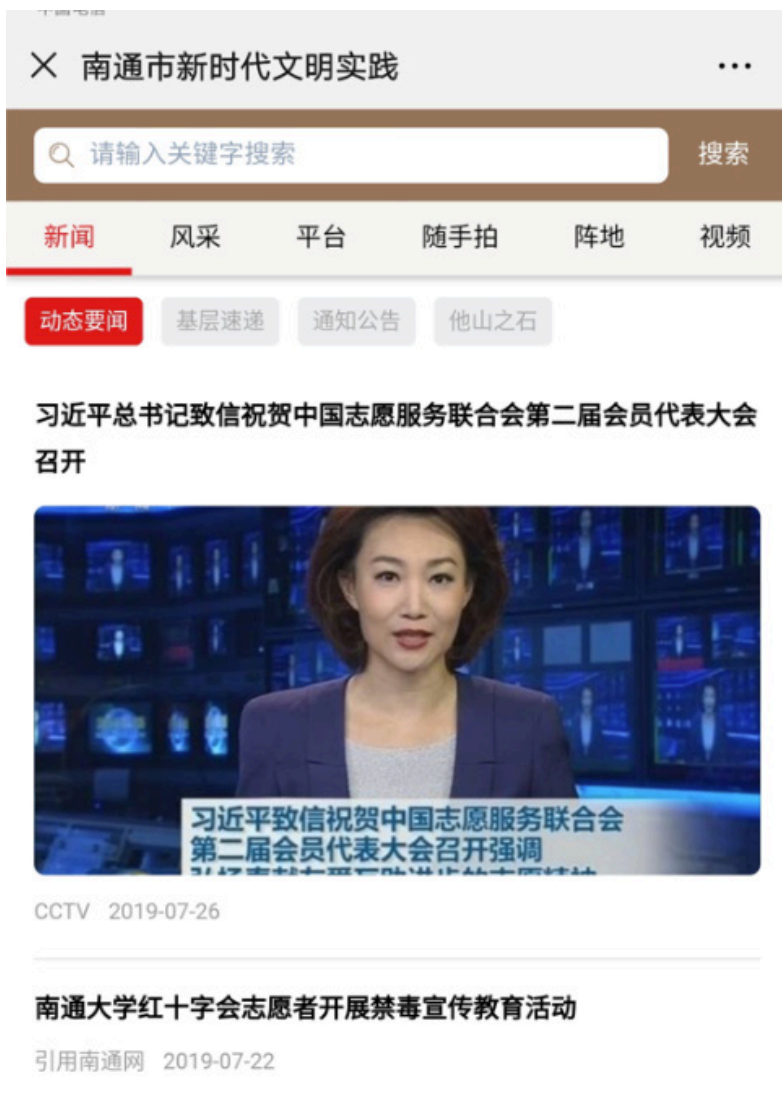 南通市新时代文明实践
请输入关键字搜索 搜索
新闻 风采 平台 随手拍 阵地 视频
动态要闻 基层速递 通知公告 他山之石
习近平总书记致信祝贺中国志愿服务联合会第二届会员代表大会
召开
习近平致信祝贺中国志愿服务联合会
第二届会员代表大会召开强调
CCTV 2019-07-26
南通大学红十字会志愿者开展禁毒宣传教育活动
引用南通网 2019-07-22